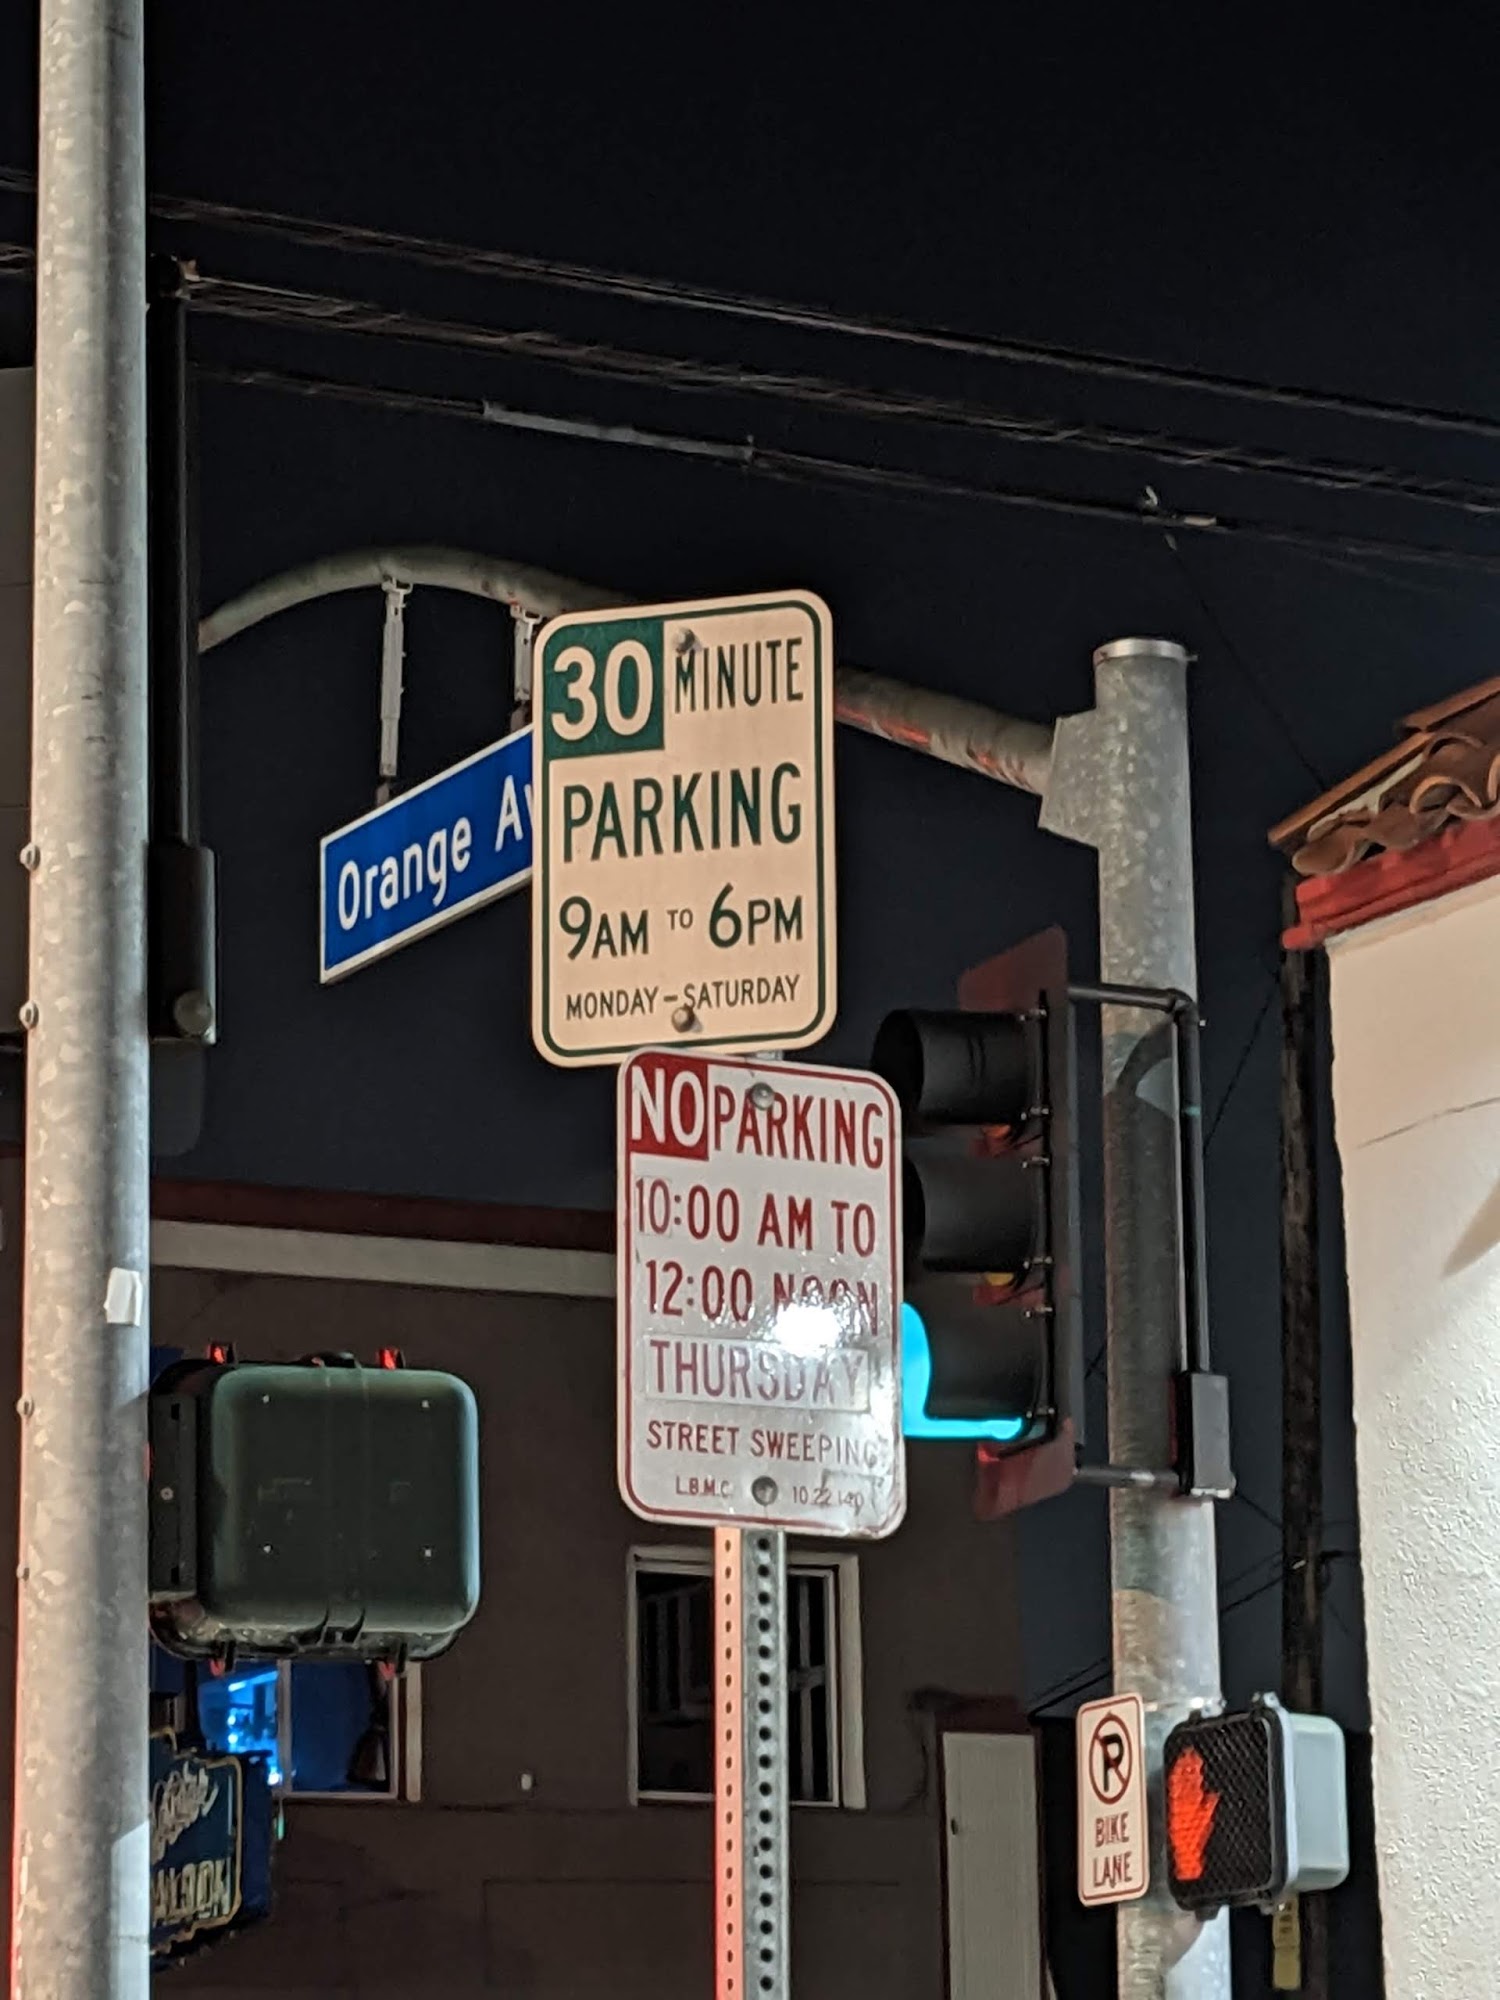 Orange Av
30 MINUTE
PARKING
9AM TO 6PM
MONDAY-SATURDAY
NO PARKING
10:00 AM TO
12:00 NOON
THURSDAY
STREET SWEEPING
L.B.M.C.
P
BIKE
LANE